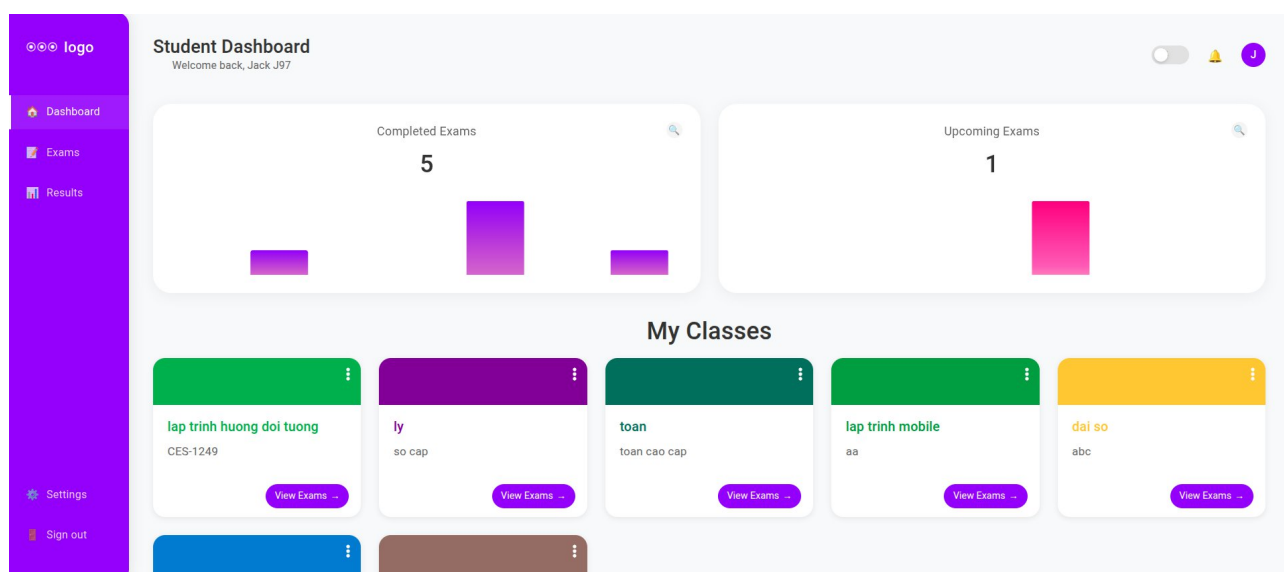 logo
Dashboard
Exams
Results
Settings
Sign out
Student Dashboard
Welcome back, Jack J97
J
Completed Exams
5
Upcoming Exams
1
My Classes
lap trinh huong doi tuong
CES-1249
View Exams →
ly
so cap
View Exams →
toan
toan cao cap
View Exams →
lap trinh mobile
aa
View Exams →
dai so
abc
View Exams →